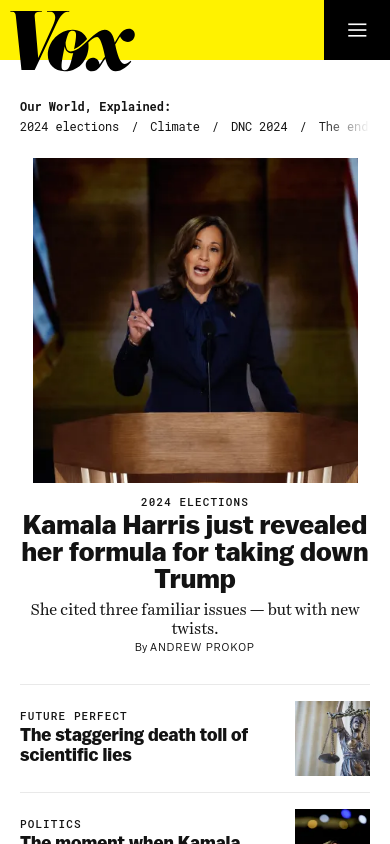 Vox
Our World, Explained:
2024 elections / Climate / DNC 2024 / The end
2024 ELECTIONS
Kamala Harris just revealed
her formula for taking down
Trump
She cited three familiar issues — but with new
twists.
By ANDREW PROKOP
FUTURE PERFECT
The staggering death toll of
scientific lies
POLITICS
The moment when Kamala